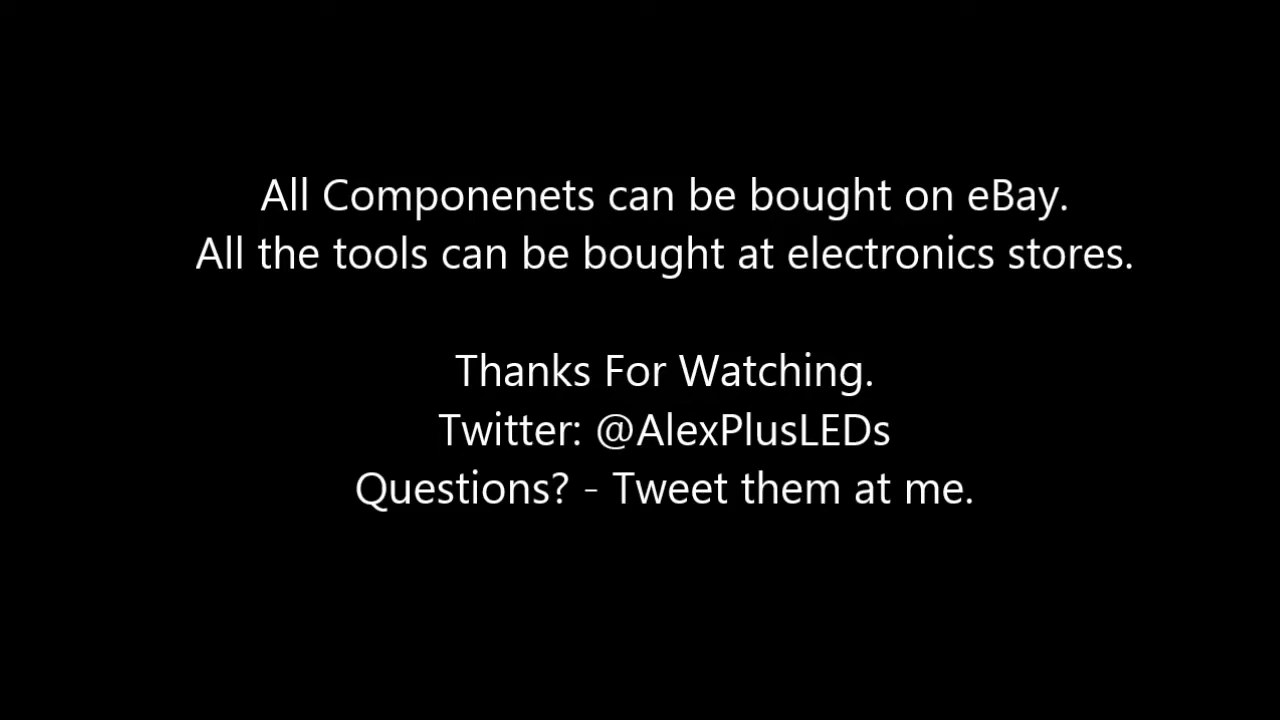 All Componenets can be bought on eBay.
All the tools can be bought at electronics stores.
Thanks For Watching.
Twitter: @AlexPlusLEDs
Questions? - Tweet them at me.